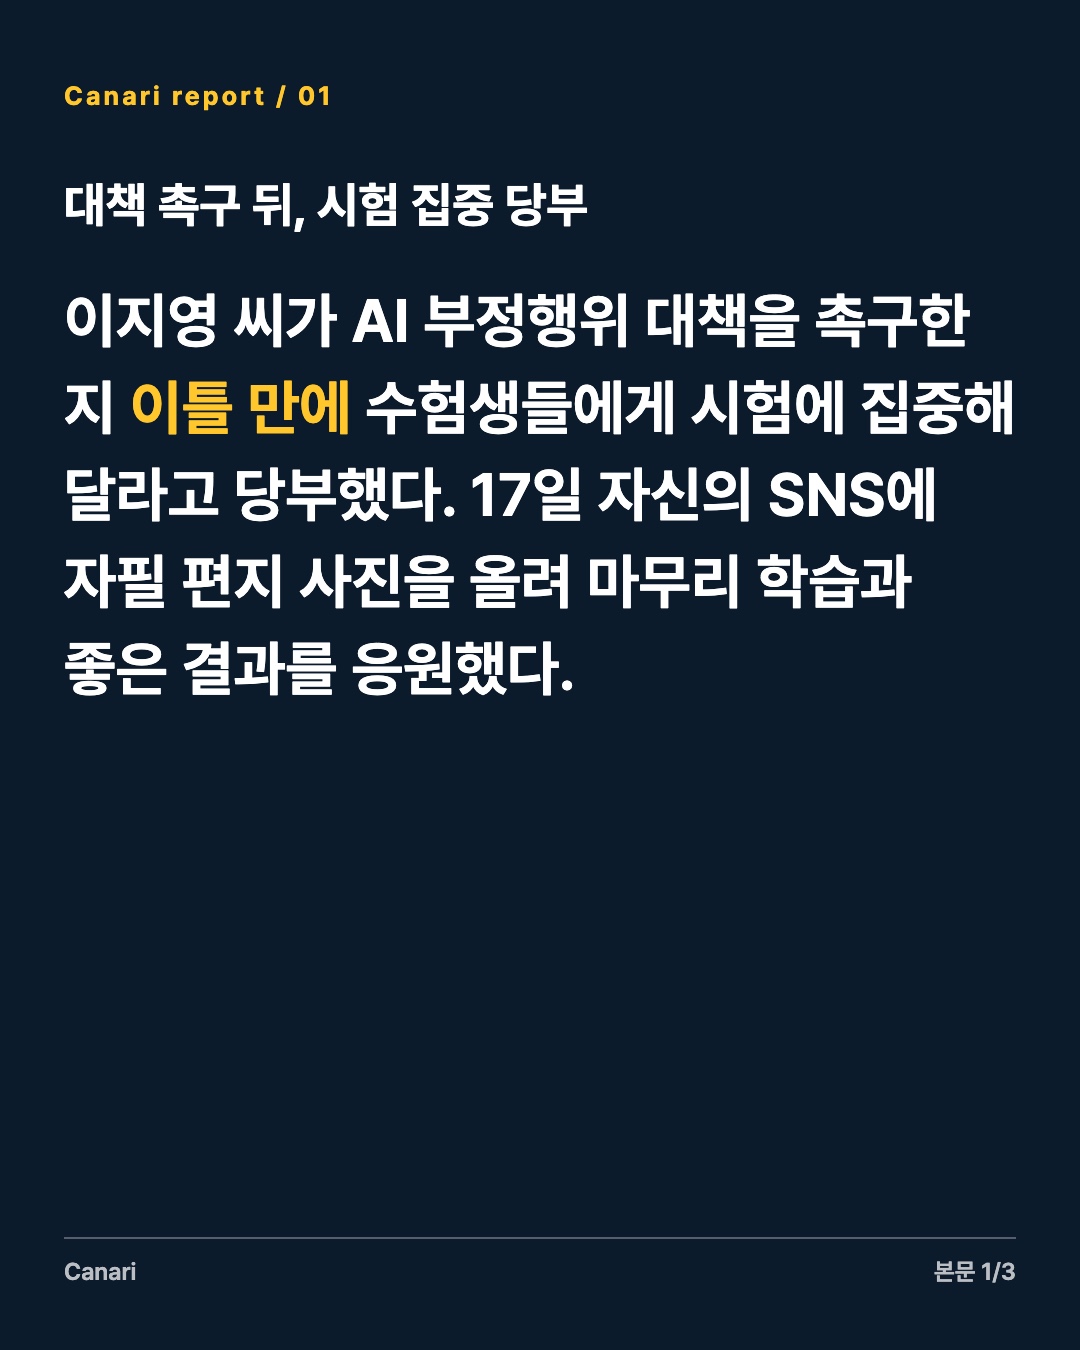 Canari report / 01
대책 촉구 뒤, 시험 집중 당부
이지영 씨가 AI 부정행위 대책을 촉구한
지 이틀 만에 수험생들에게 시험에 집중해
달라고 당부했다. 17일 자신의 SNS에
자필 편지 사진을 올려 마무리 학습과
좋은 결과를 응원했다.
Canari
본문 1/3